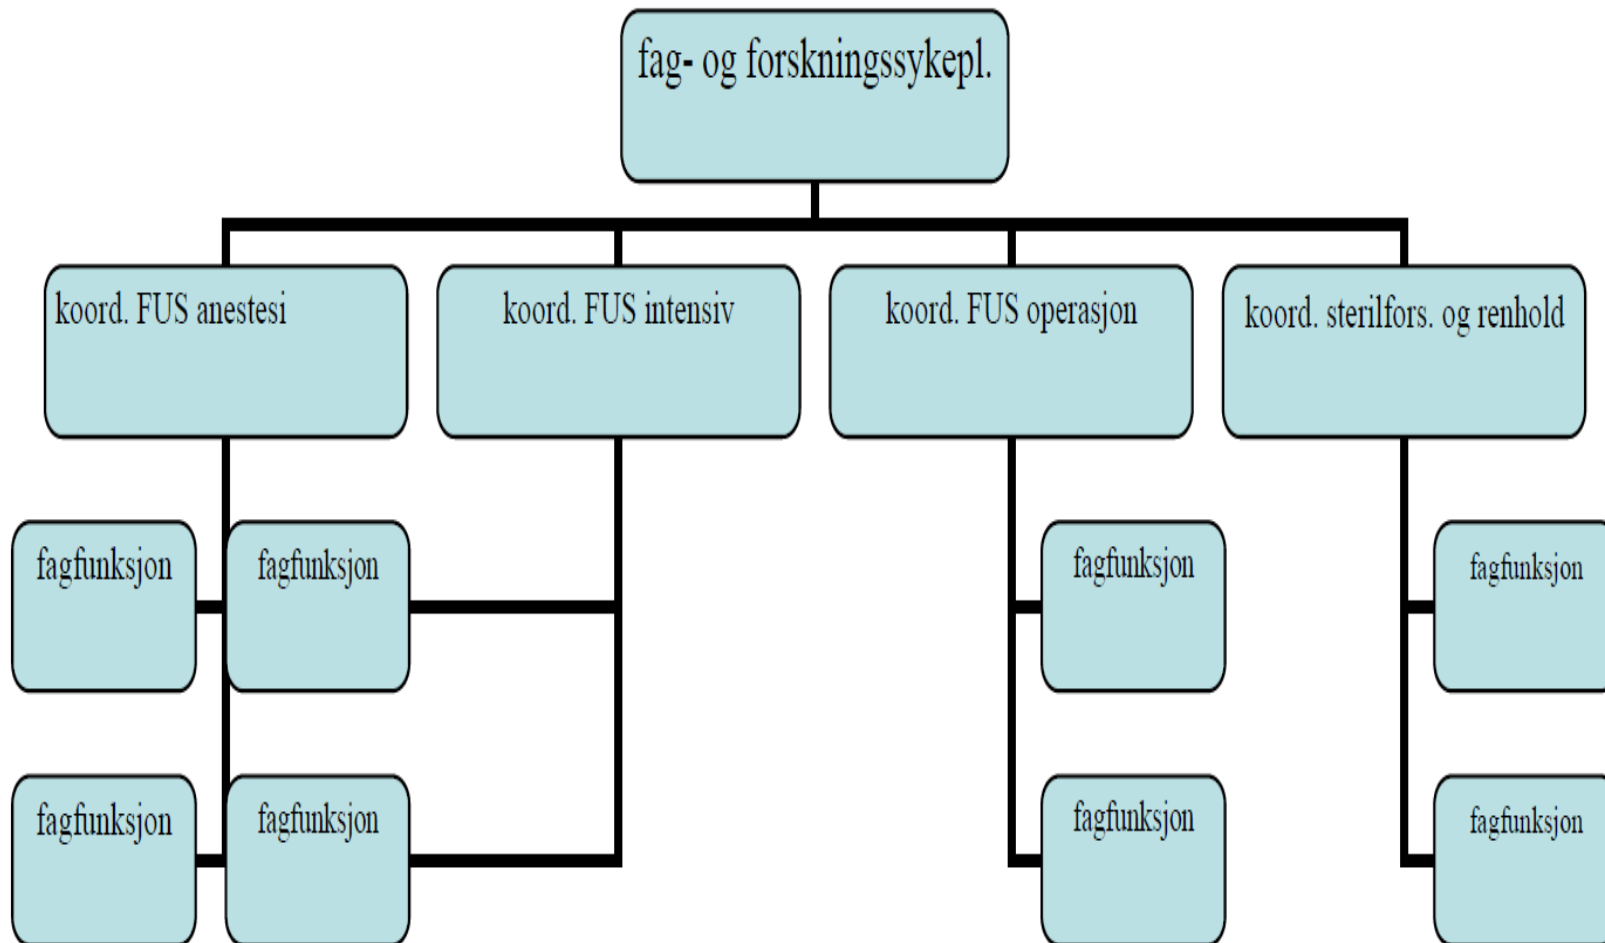 fag- og forskningssykepl.
koord. FUS anestesi
koord. FUS intensiv
koord. FUS operasjon
koord. sterilfors. og renhold
fagfunksjon
fagfunksjon
fagfunksjon
fagfunksjon
fagfunksjon
fagfunksjon
fagfunksjon
fagfunksjon